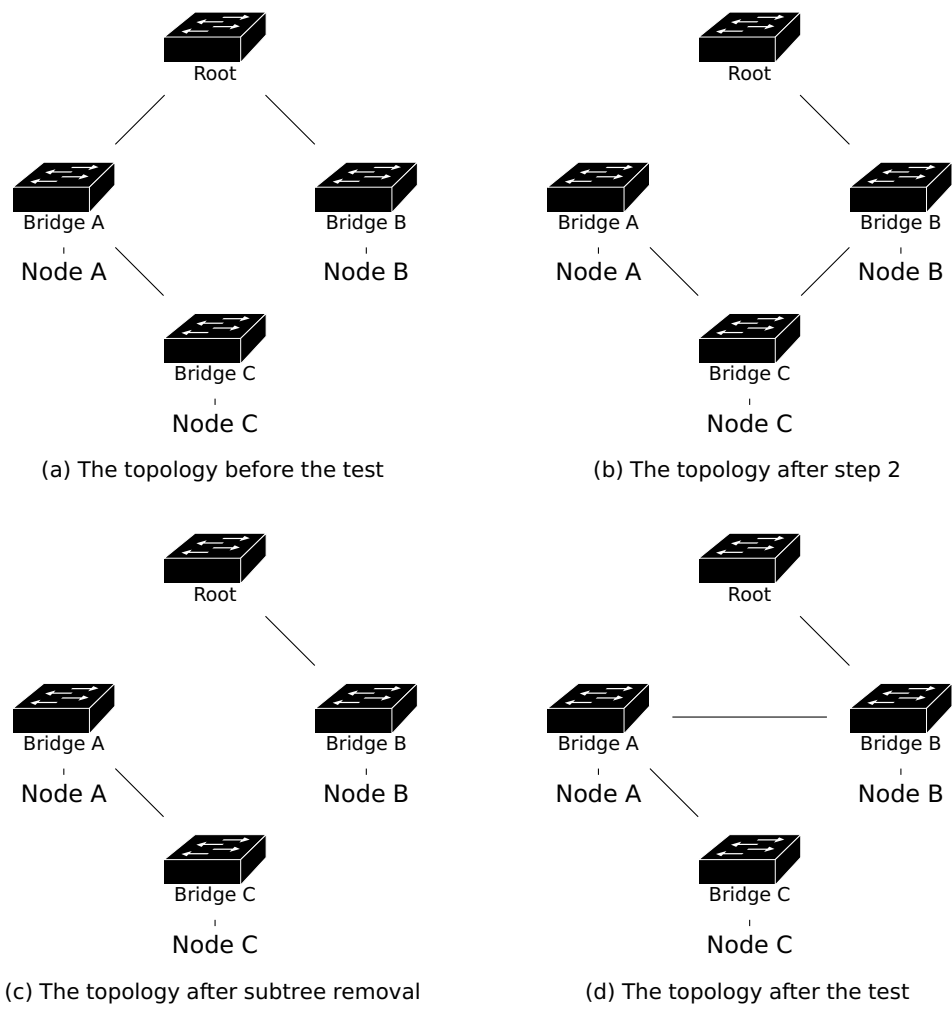 Root
Bridge A
Bridge B
Node A
Node B
Bridge C
Node C
(a) The topology before the test
Root
Bridge A
Bridge B
Node A
Node B
Bridge C
Node C
(b) The topology after step 2
Root
Bridge A
Bridge B
Node A
Node B
Bridge C
Node C
(c) The topology after subtree removal
Root
Bridge A
Bridge B
Node A
Node B
Bridge C
Node C
(d) The topology after the test